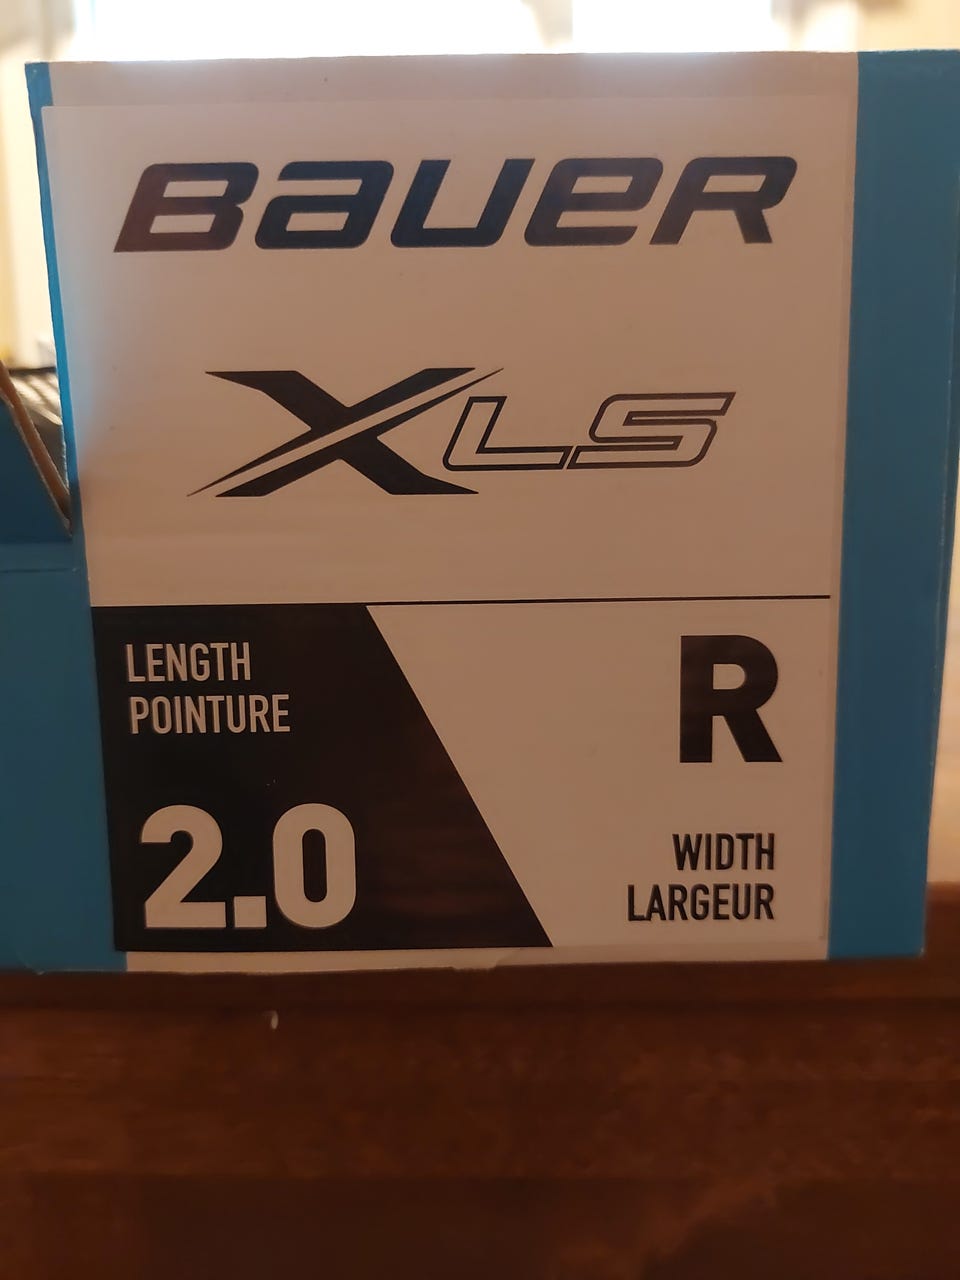 BAUER
XLS
LENGTH
POINTURE
2.0
R
WIDTH
LARGEUR